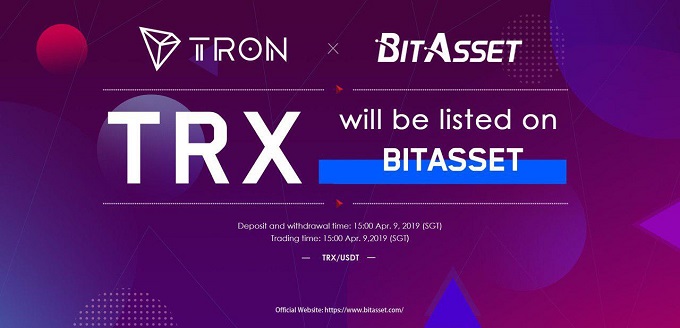 TRON × BITASSET
TRX
will be listed on
BITASSET
Deposit and withdrawal time: 15:00 Apr. 9, 2019 (SGT)
Trading time: 15:00 Apr. 9,2019 (SGT)
— TRX/USDT —
Official Website: https://www.bitasset.com/